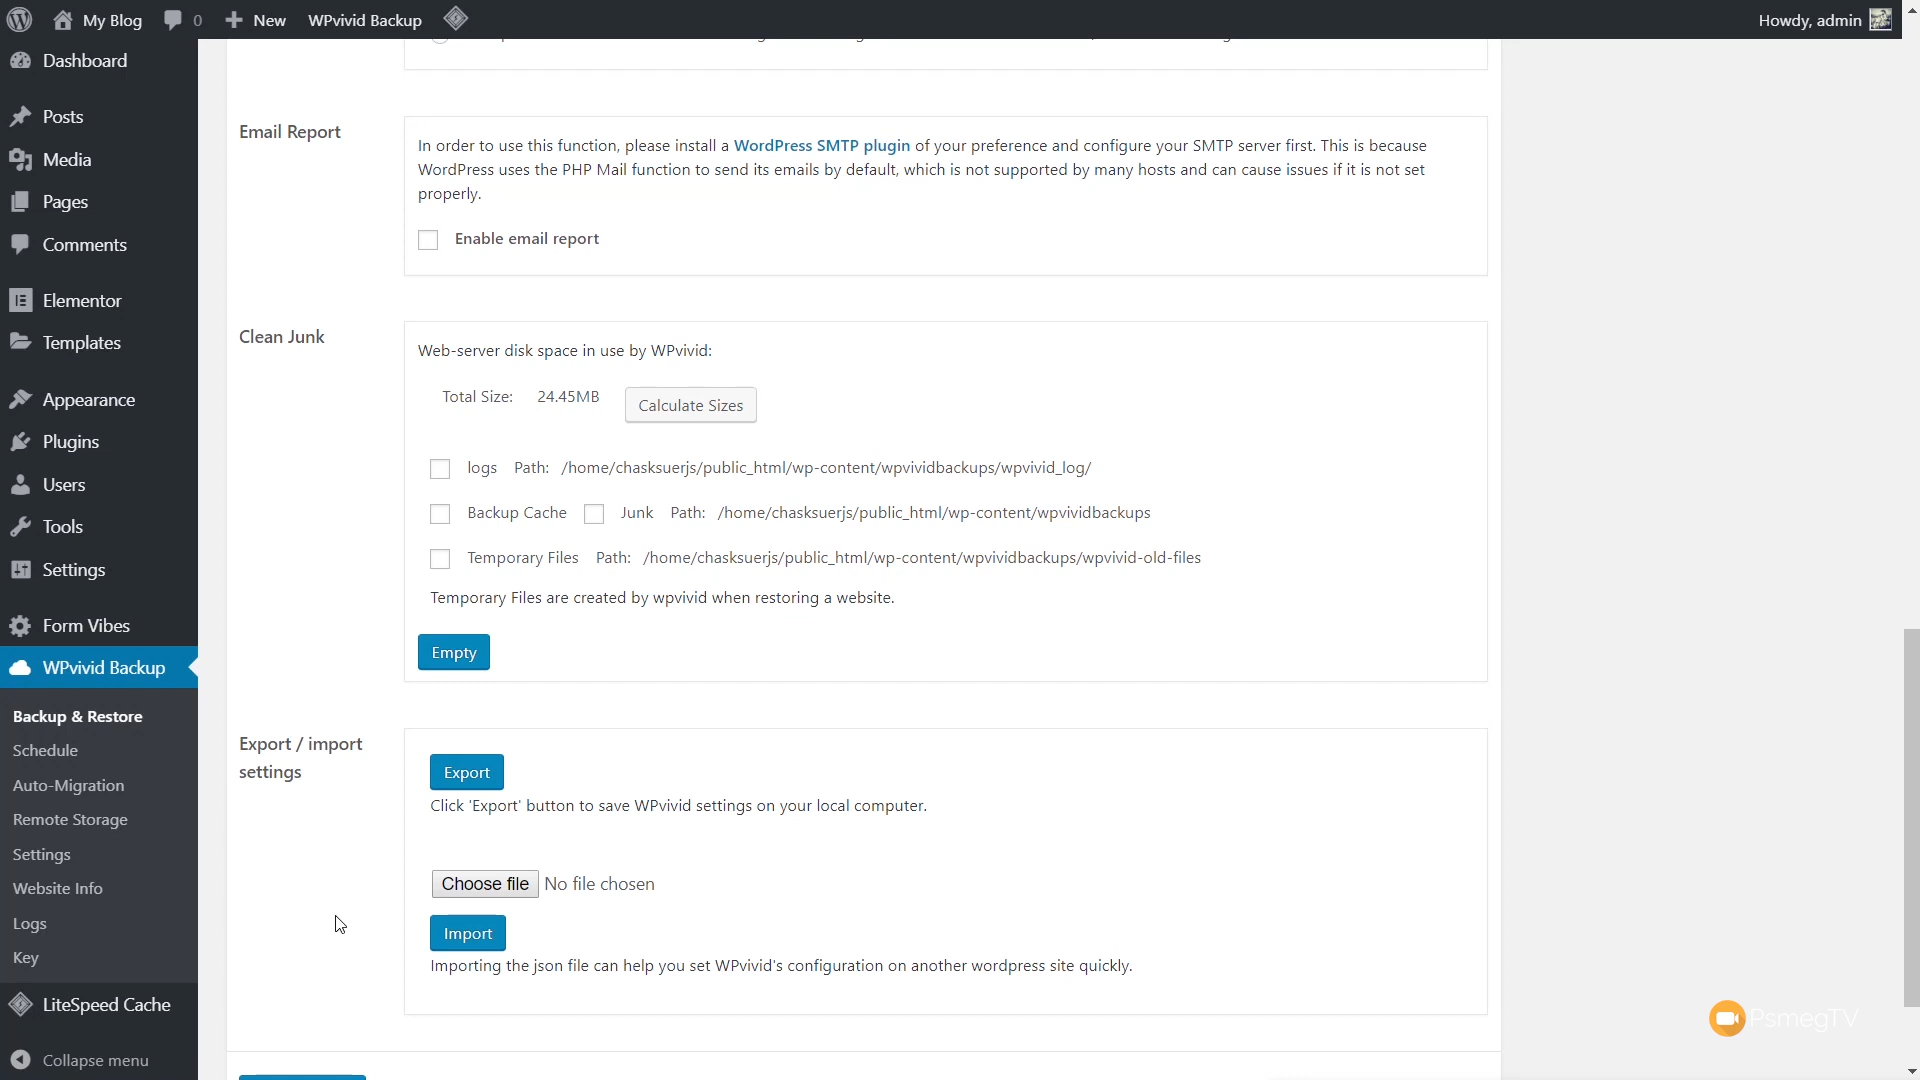 My Blog
0
New
WPvivid Backup
Howdy, admin
Dashboard
Posts
Media
Pages
Comments
Elementor
Templates
Appearance
Plugins
Users
Tools
Settings
Form Vibes
WPvivid Backup
Backup & Restore
Schedule
Auto-Migration
Remote Storage
Settings
Website Info
Logs
Key
LiteSpeed Cache
Collapse menu
Email Report
In order to use this function, please install a WordPress SMTP plugin of your preference and configure your SMTP server first. This is because
WordPress uses the PHP Mail function to send its emails by default, which is not supported by many hosts and can cause issues if it is not set
properly.
Enable email report
Clean Junk
Web-server disk space in use by WPvivid:
Total Size: 24.45MB Calculate Sizes
logs Path: /home/chasksuerjs/public_html/wp-content/wpvividbackups/wpvivid_log/
Backup Cache Junk Path: /home/chasksuerjs/public_html/wp-content/wpvividbackups
Temporary Files Path: /home/chasksuerjs/public_html/wp-content/wpvividbackups/wpvivid-old-files
Temporary Files are created by wpvivid when restoring a website.
Empty
Export / import
settings
Export
Click 'Export' button to save WPvivid settings on your local computer.
Choose file No file chosen
Import
Importing the json file can help you set WPvivid's configuration on another wordpress site quickly.
PsmegTV